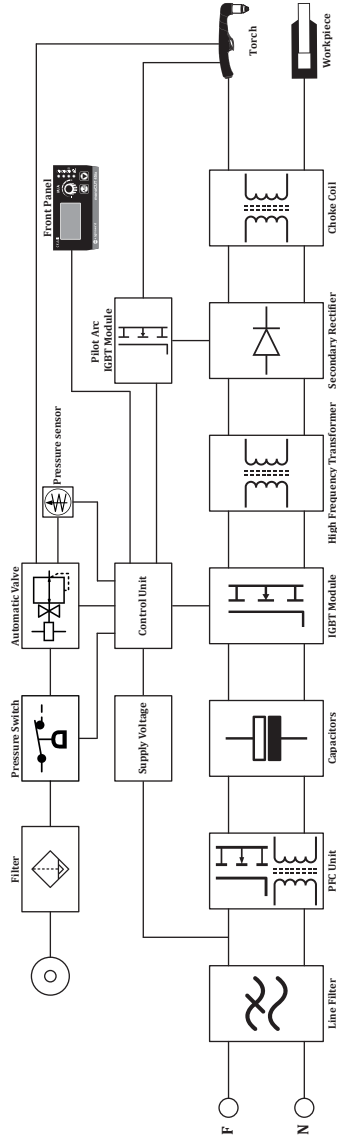 Filter
Pressure Switch
Automatic Valve
Pressure sensor
Front Panel
Torch
Workpiece
Supply Voltage
Control Unit
Pilot Arc
IGBT Module
F
N
Line Filter
PFC Unit
Capacitors
IGBT Module
High Frequency Transformer
Secondary Rectifier
Choke Coil